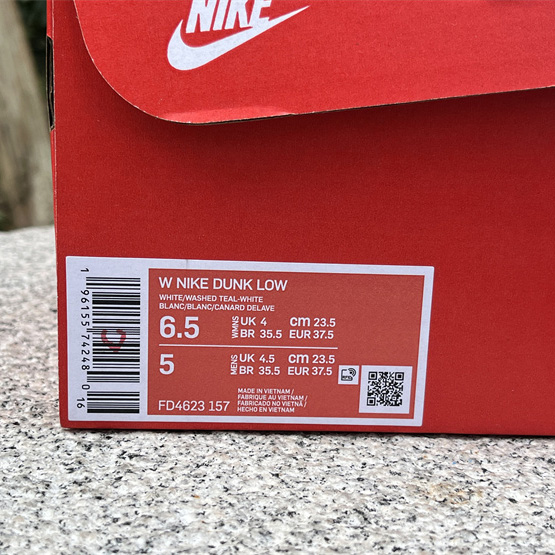 NIKE
W NIKE DUNK LOW
WHITE/WASHED TEAL-WHITE
BLANC/BLANC/CANARD DELAVE
6.5 WMNS UK 4 cm 23.5
BR 35.5 EUR 37.5
5 MENS UK 4.5 cm 23.5
BR 35.5 EUR 37.5
MADE IN VIETNAM /
FABRIQUE AU VIETNAM /
FABRICADO NO VIETNÃ /
HECHO EN VIETNAM
FD4623 157
1 96155 74248 0 16